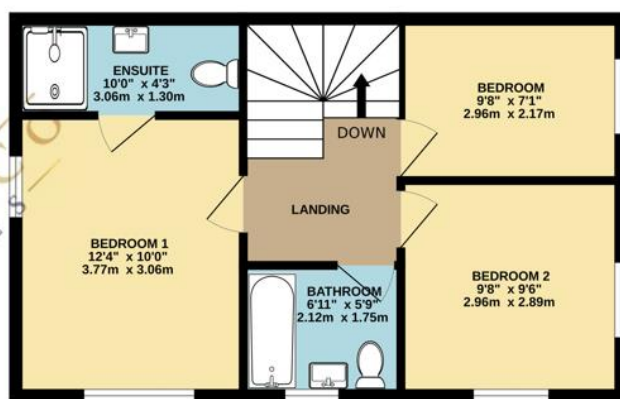 ENSUITE
10'0" x 4'3"
3.06m x 1.30m
DOWN
BEDROOM
9'8" x 7'1"
2.96m x 2.17m
LANDING
BEDROOM 1
12'4" x 10'0"
3.77m x 3.06m
BATHROOM
6'11" x 5'9"
2.12m x 1.75m
BEDROOM 2
9'8" x 9'6"
2.96m x 2.89m